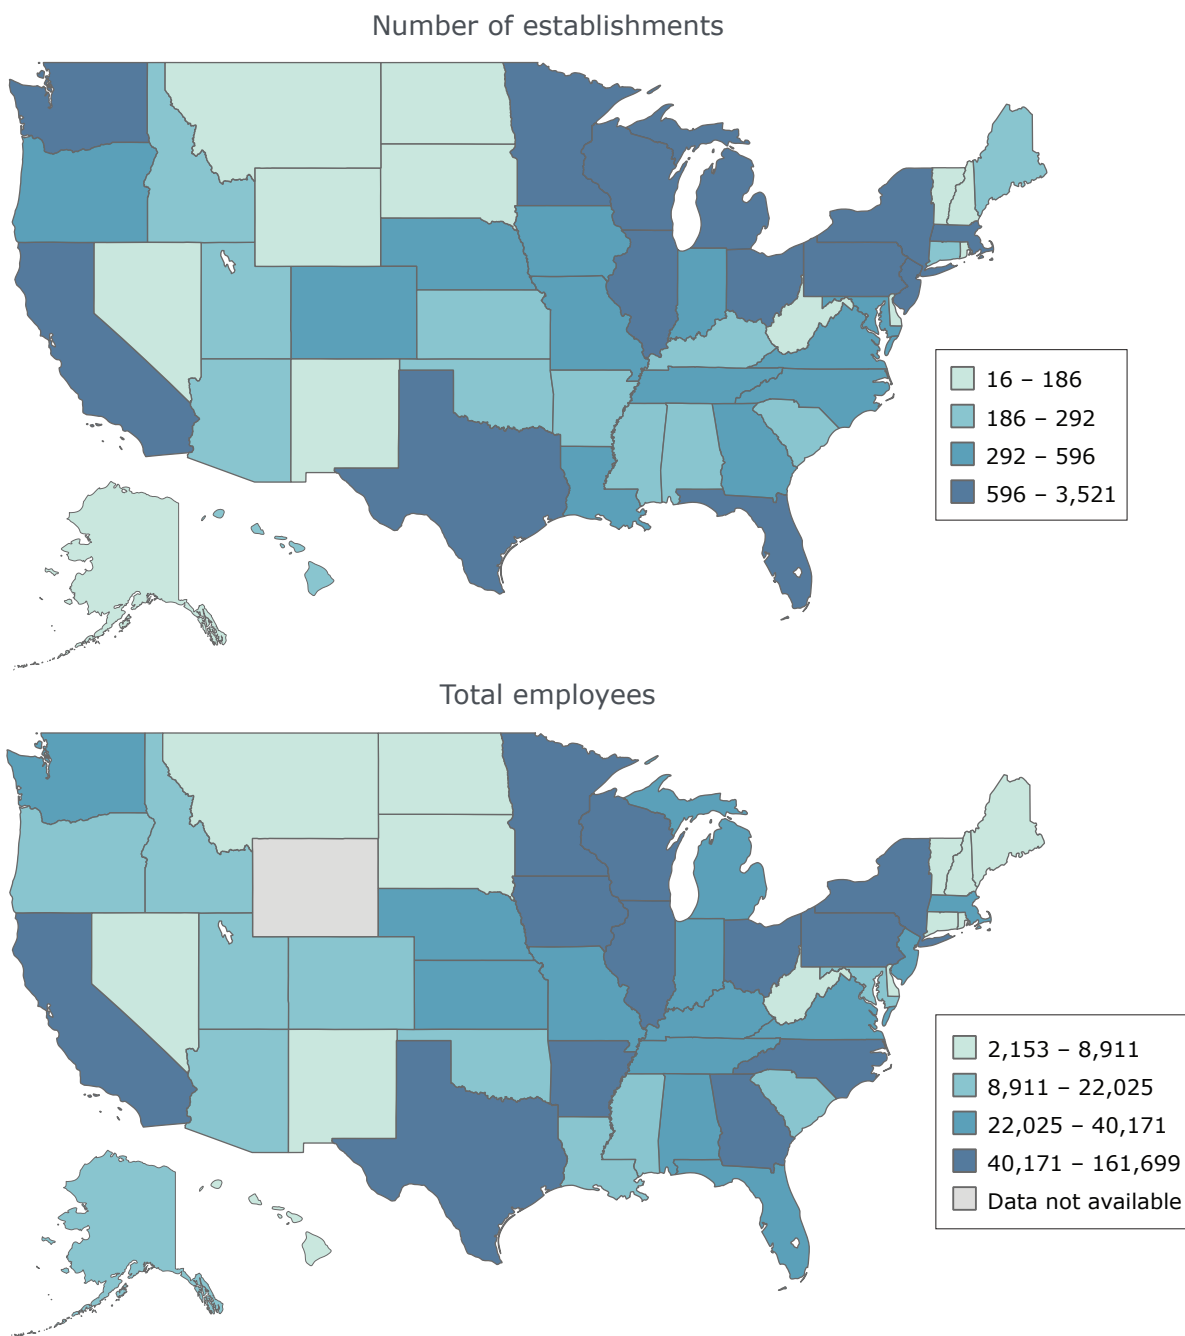 Number of establishments
16 – 186
186 – 292
292 – 596
596 – 3,521
Total employees
2,153 – 8,911
8,911 – 22,025
22,025 – 40,171
40,171 – 161,699
Data not available